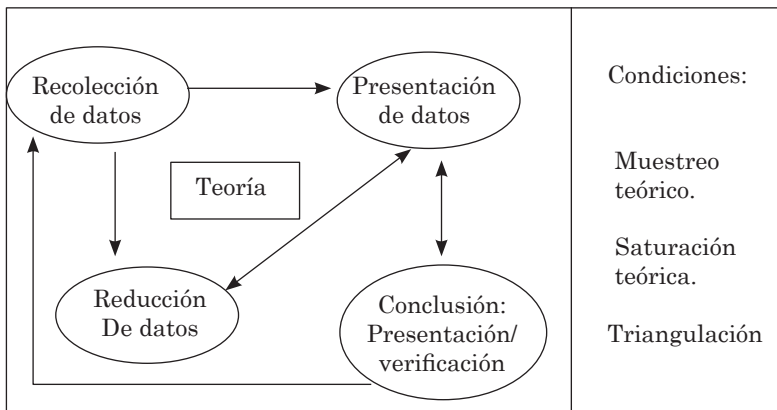 Recolección
de datos
Presentación
de datos
Teoría
Reducción
De datos
Conclusión:
Presentación/
verificación
Condiciones:
Muestreo
teórico.
Saturación
teórica.
Triangulación